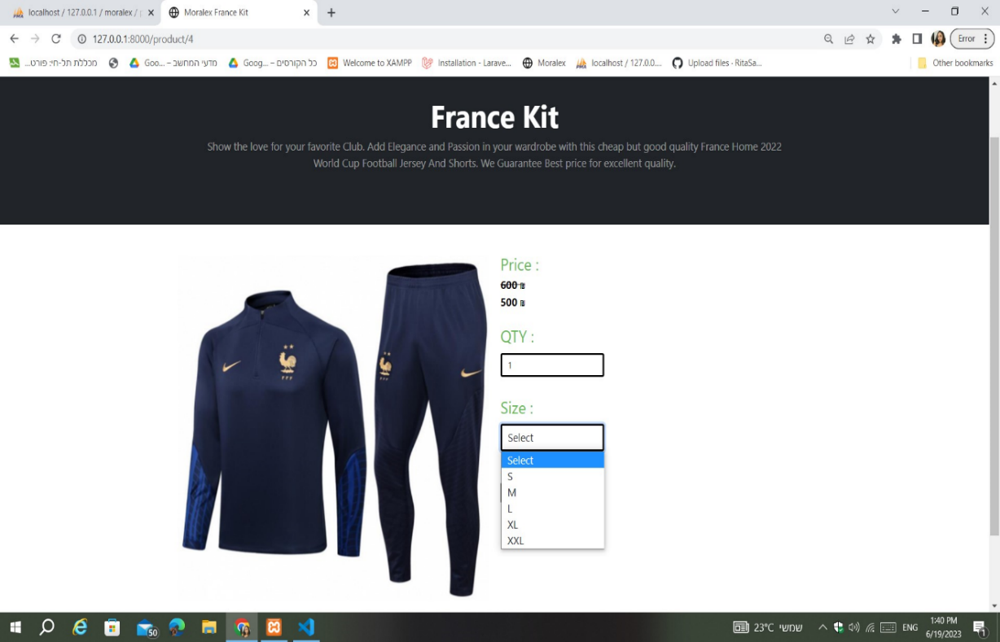 localhost / 127.0.0.1 / moralex / p
Moralex France Kit
127.0.0.1:8000/product/4
Error
מכללת תל-חי: פורט...
Goo... – מדעי המחשב
Goog... – כל הקורסים
Welcome to XAMPP
Installation - Larave...
Moralex
localhost / 127.0.0....
Upload files · RitaSa...
Other bookmarks
France Kit
Show the love for your favorite Club. Add Elegance and Passion in your wardrobe with this cheap but good quality France Home 2022
World Cup Football Jersey And Shorts. We Guarantee Best price for excellent quality.
Price :
600 ₪
500 ₪
QTY :
1
Size :
Select
Select
S
M
L
XL
XXL
FFF
50
23°C שמשי
ENG
1:40 PM
6/19/2023
1